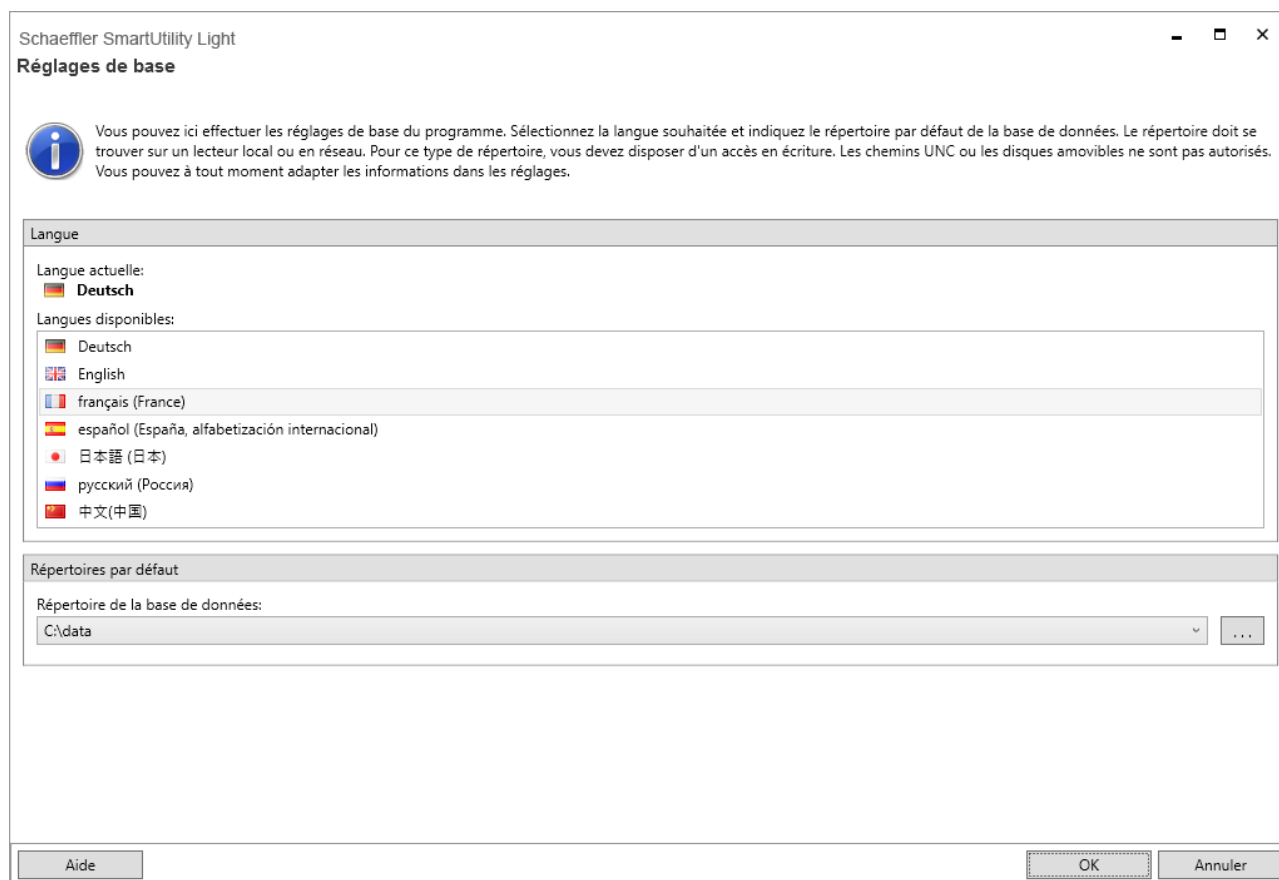 Schaeffler SmartUtility Light
Réglages de base
Vous pouvez ici effectuer les réglages de base du programme. Sélectionnez la langue souhaitée et indiquez le répertoire par défaut de la base de données. Le répertoire doit se
trouver sur un lecteur local ou en réseau. Pour ce type de répertoire, vous devez disposer d'un accès en écriture. Les chemins UNC ou les disques amovibles ne sont pas autorisés.
Vous pouvez à tout moment adapter les informations dans les réglages.
Langue
Langue actuelle:
Deutsch
Langues disponibles:
Deutsch
English
français (France)
español (España, alfabetización internacional)
日本語 (日本)
русский (Россия)
中文(中国)
Répertoires par défaut
Répertoire de la base de données:
C:\data
...
Aide
OK
Annuler